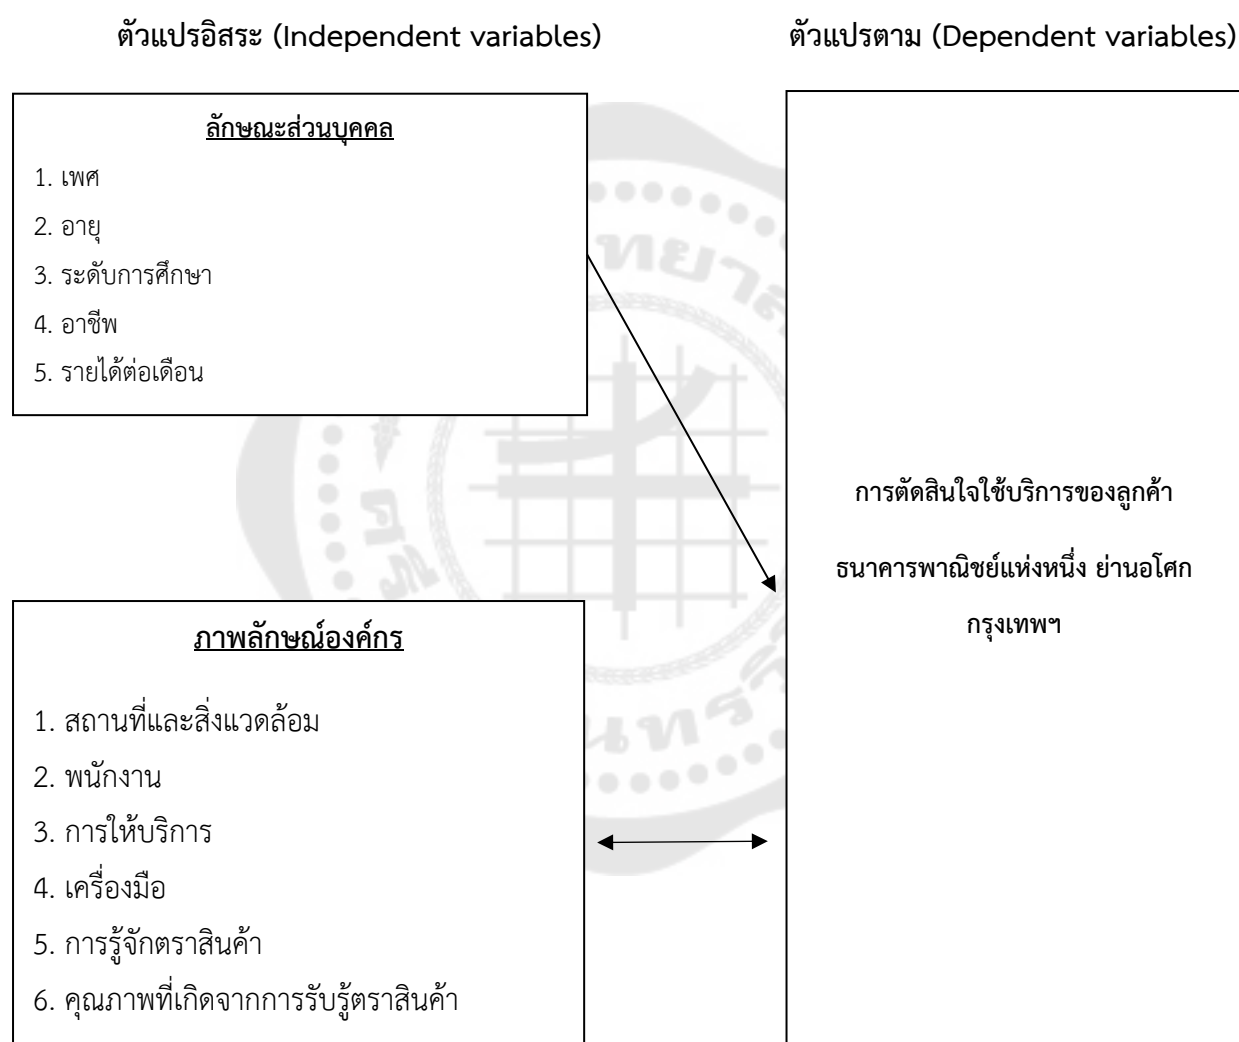 ตัวแปรอิสระ (Independent variables)
ตัวแปรตาม (Dependent variables)
ลักษณะส่วนบุคคล
1. เพศ
2. อายุ
3. ระดับการศึกษา
4. อาชีพ
5. รายได้ต่อเดือน
ภาพลักษณ์องค์กร
1. สถานที่และสิ่งแวดล้อม
2. พนักงาน
3. การให้บริการ
4. เครื่องมือ
5. การรู้จักตราสินค้า
6. คุณภาพที่เกิดจากการรับรู้ตราสินค้า
การตัดสินใจใช้บริการของลูกค้า
ธนาคารพาณิชย์แห่งหนึ่ง ย่านอโศก
กรุงเทพฯ